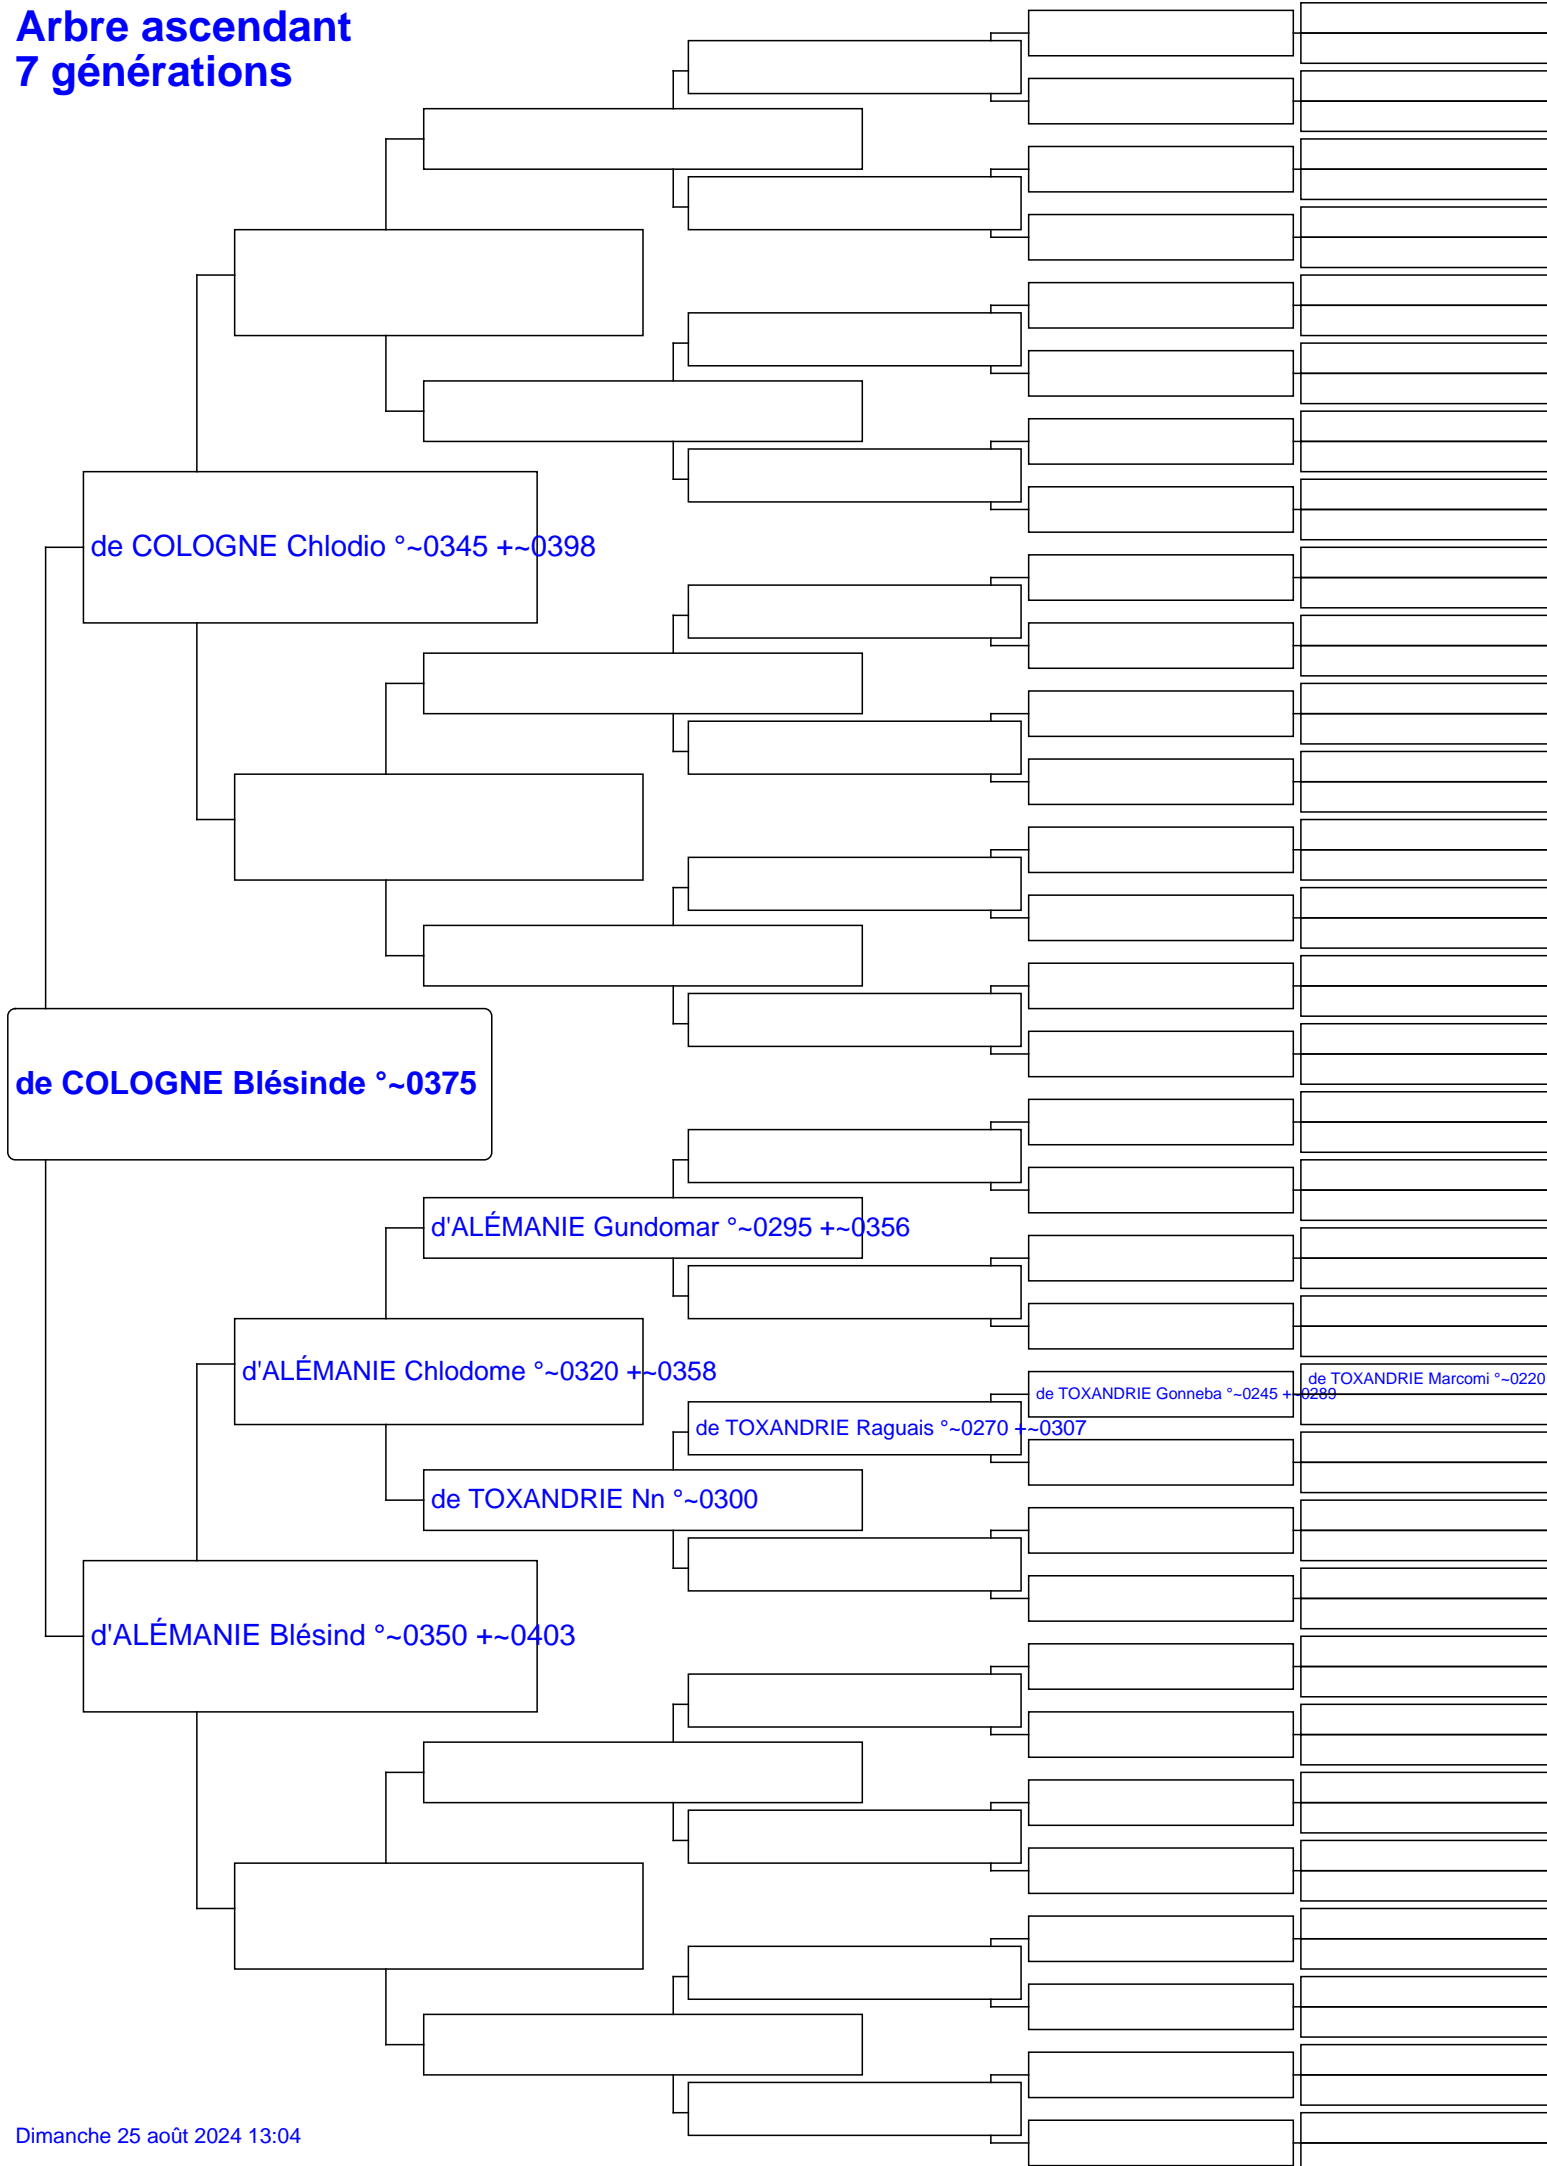 Arbre ascendant
7 générations
de COLOGNE Chlodio °~0345 +~0398
de COLOGNE Blésinde °~0375
d'ALÉMANIE Gundomar °~0295 +~0356
d'ALÉMANIE Chlodome °~0320 +~0358
de TOXANDRIE Marcomi °~0220
de TOXANDRIE Gonneba °~0245 +~0289
de TOXANDRIE Raguais °~0270 +~0307
de TOXANDRIE Nn °~0300
d'ALÉMANIE Blésind °~0350 +~0403
Dimanche 25 août 2024 13:04